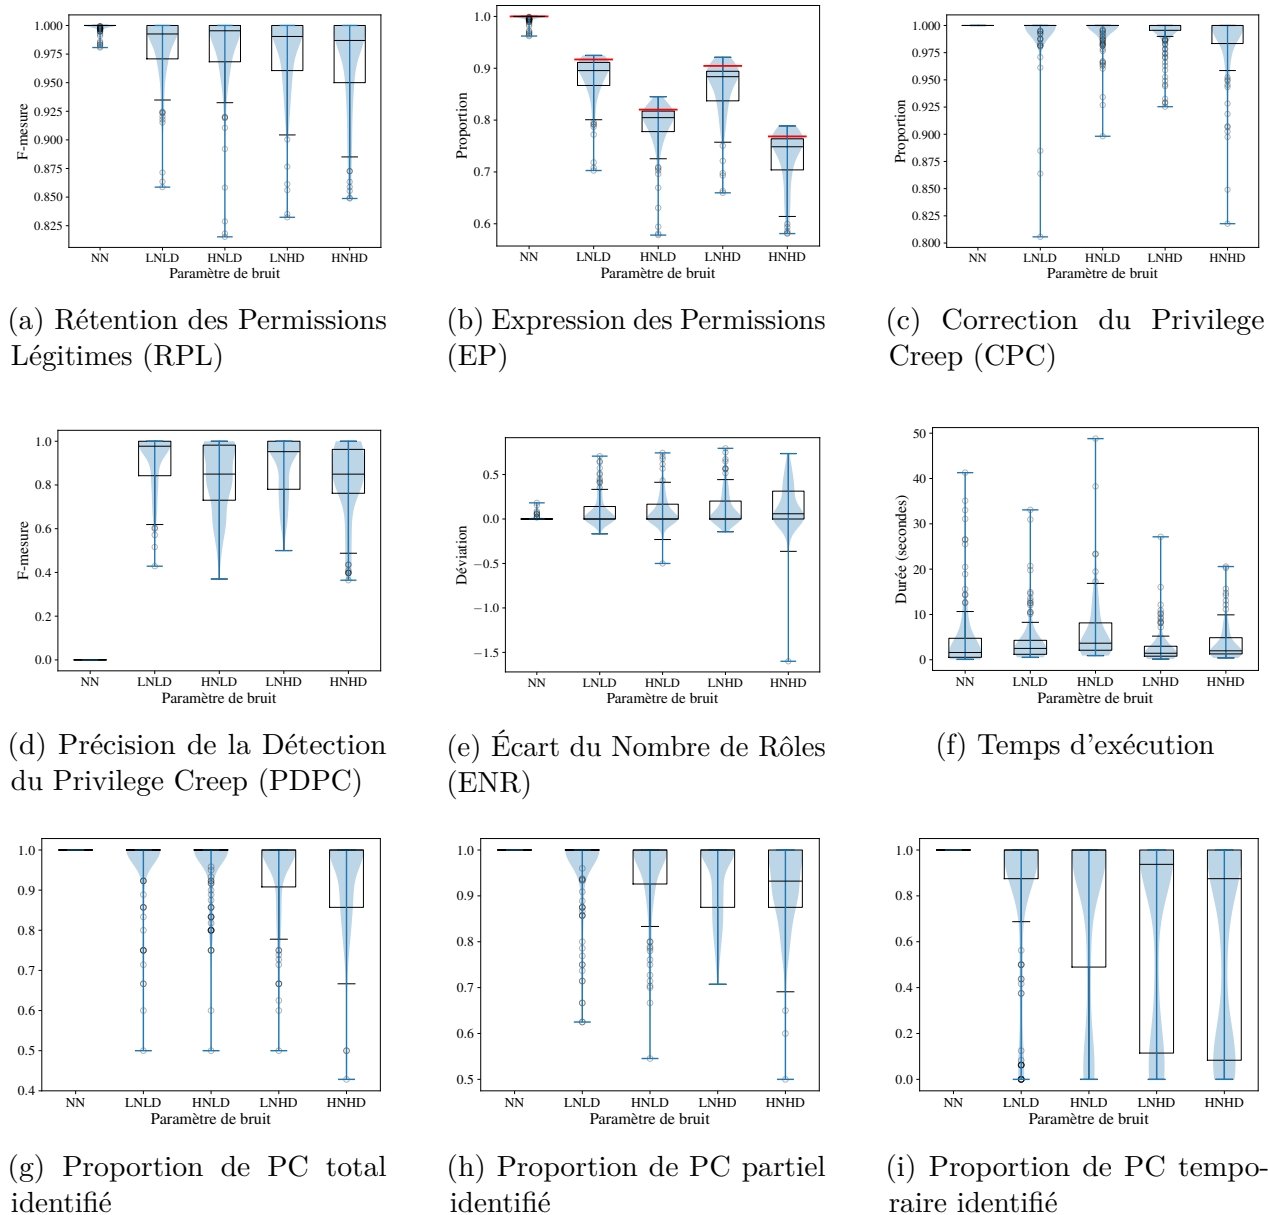 1.000
0.975
0.950
0.925
0.900
0.875
0.850
0.825
F-mesure
NN LNLD HNLD LNHD HNHD
Paramètre de bruit
(a) Rétention des Permissions
Légitimes (RPL)
1.0
0.9
0.8
0.7
0.6
Proportion
NN LNLD HNLD LNHD HNHD
Paramètre de bruit
(b) Expression des Permissions
(EP)
1.000
0.975
0.950
0.925
0.900
0.875
0.850
0.825
0.800
Proportion
NN LNLD HNLD LNHD HNHD
Paramètre de bruit
(c) Correction du Privilege
Creep (CPC)
1.0
0.8
0.6
0.4
0.2
0.0
F-mesure
NN LNLD HNLD LNHD HNHD
Paramètre de bruit
(d) Précision de la Détection
du Privilege Creep (PDPC)
0.5
0.0
−0.5
−1.0
−1.5
Déviation
NN LNLD HNLD LNHD HNHD
Paramètre de bruit
(e) Écart du Nombre de Rôles
(ENR)
50
40
30
20
10
0
Durée (secondes)
NN LNLD HNLD LNHD HNHD
Paramètre de bruit
(f) Temps d'exécution
1.0
0.9
0.8
0.7
0.6
0.5
0.4
NN LNLD HNLD LNHD HNHD
Paramètre de bruit
(g) Proportion de PC total
identifié
1.0
0.9
0.8
0.7
0.6
0.5
NN LNLD HNLD LNHD HNHD
Paramètre de bruit
(h) Proportion de PC partiel
identifié
1.0
0.8
0.6
0.4
0.2
0.0
NN LNLD HNLD LNHD HNHD
Paramètre de bruit
(i) Proportion de PC tempo-
raire identifié